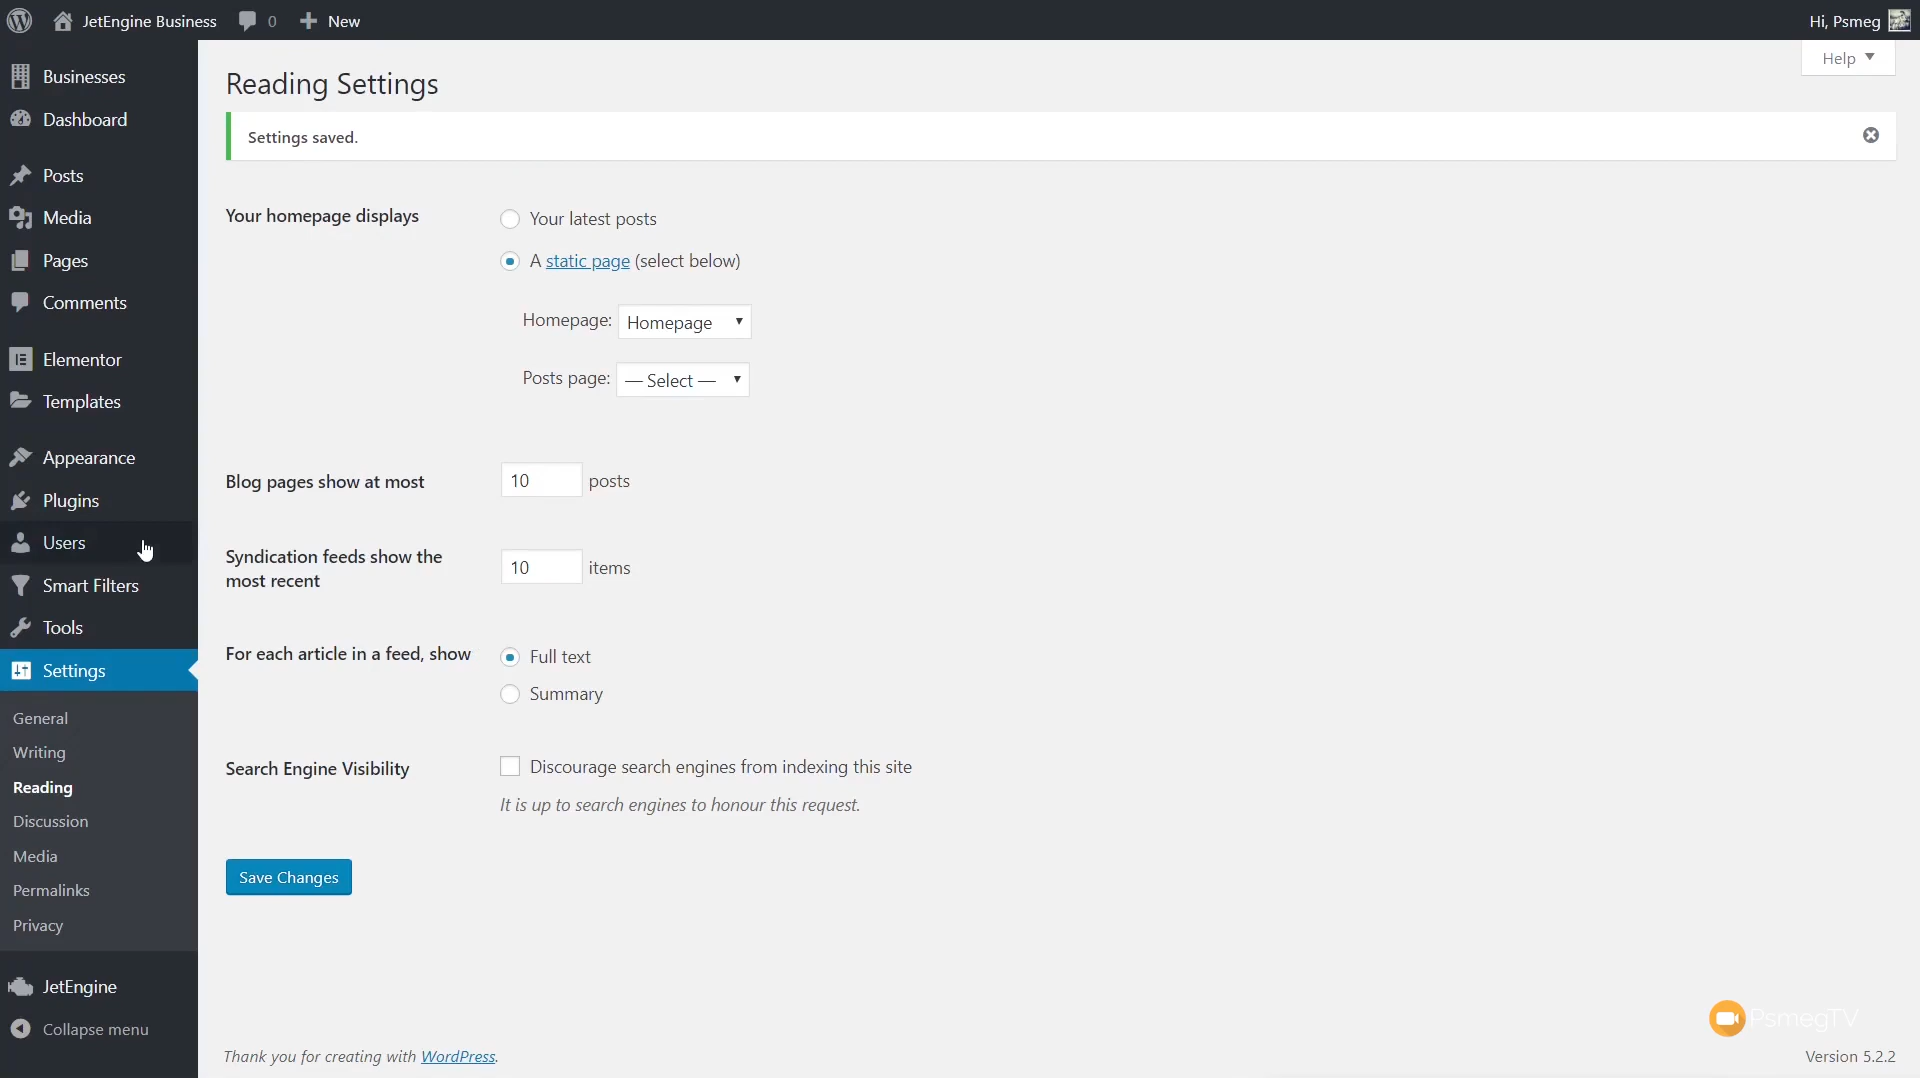 JetEngine Business 0 New Hi, Psmeg
Help
Businesses
Dashboard
Posts
Media
Pages
Comments
Elementor
Templates
Appearance
Plugins
Users
Smart Filters
Tools
Settings
General
Writing
Reading
Discussion
Media
Permalinks
Privacy
JetEngine
Collapse menu
Reading Settings
Settings saved.
Your homepage displays
Your latest posts
A static page (select below)
Homepage: Homepage
Posts page: — Select —
Blog pages show at most 10 posts
Syndication feeds show the
most recent
10 items
For each article in a feed, show
Full text
Summary
Search Engine Visibility
Discourage search engines from indexing this site
It is up to search engines to honour this request.
Save Changes
PsmegTV
Thank you for creating with WordPress.
Version 5.2.2